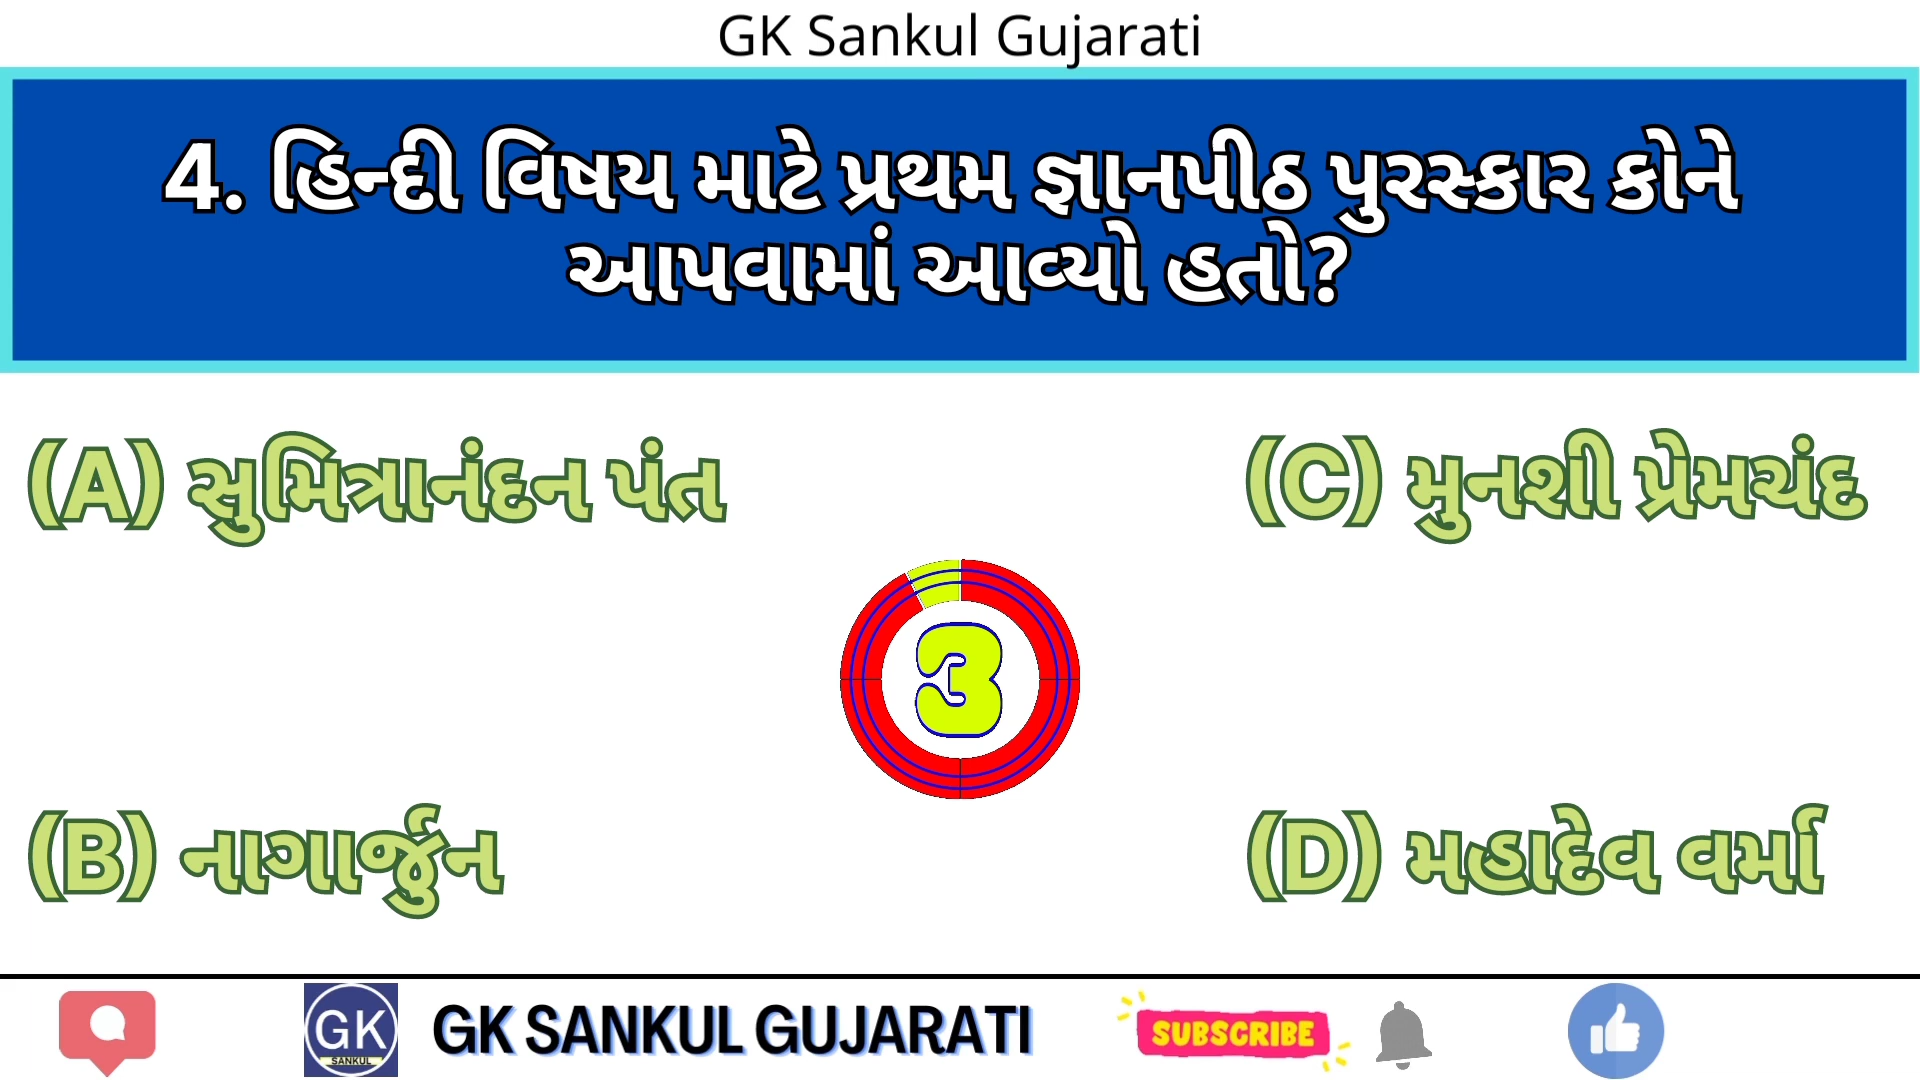 GK Sankul Gujarati
4. હિન્દી વિષય માટે પ્રથમ જ્ઞાનપીઠ પુરસ્કાર કોને
આપવામાં આવ્યો હતો?
(A) સુમિત્રાનંદન પંત
(C) મુનશી પ્રેમચંદ
3
(B) નાગાર્જુન
(D) મહાદેવ વર્મા
GK
SANKUL
GK SANKUL GUJARATI
SUBSCRIBE